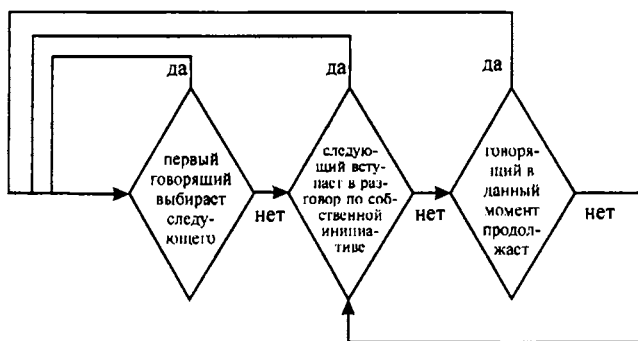 да
да
да
первый
говорящий
выбирает
следу-
ющего
нет
следую-
щий всту-
пает в раз-
говор по соб-
ственной
инициа-
тиве
нет
говоря-
щий в
данный
момент
продол-
жает
нет